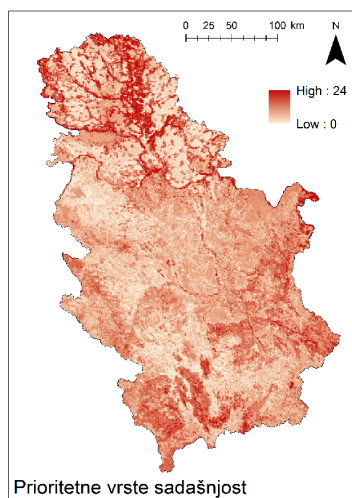 0 25 50 100 km
N
High : 24
Low : 0
Prioritetne vrste sadašnjost